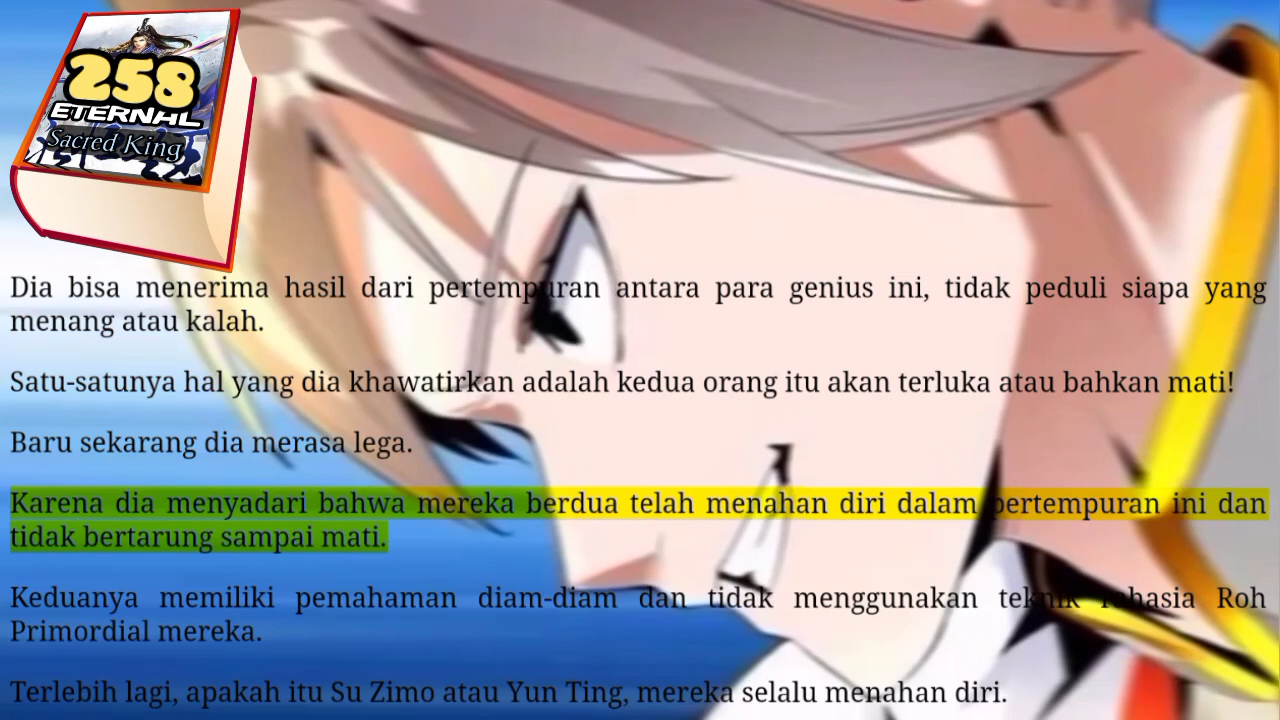 258
ETERNAL
Sacred King
Dia bisa menerima hasil dari pertempuran antara para genius ini, tidak peduli siapa yang
menang atau kalah.
Satu-satunya hal yang dia khawatirkan adalah kedua orang itu akan terluka atau bahkan mati!
Baru sekarang dia merasa lega.
Karena dia menyadari bahwa mereka berdua telah menahan diri dalam pertempuran ini dan
tidak bertarung sampai mati.
Keduanya memiliki pemahaman diam-diam dan tidak menggunakan teknik rahasia Roh
Primordial mereka.
Terlebih lagi, apakah itu Su Zimo atau Yun Ting, mereka selalu menahan diri.